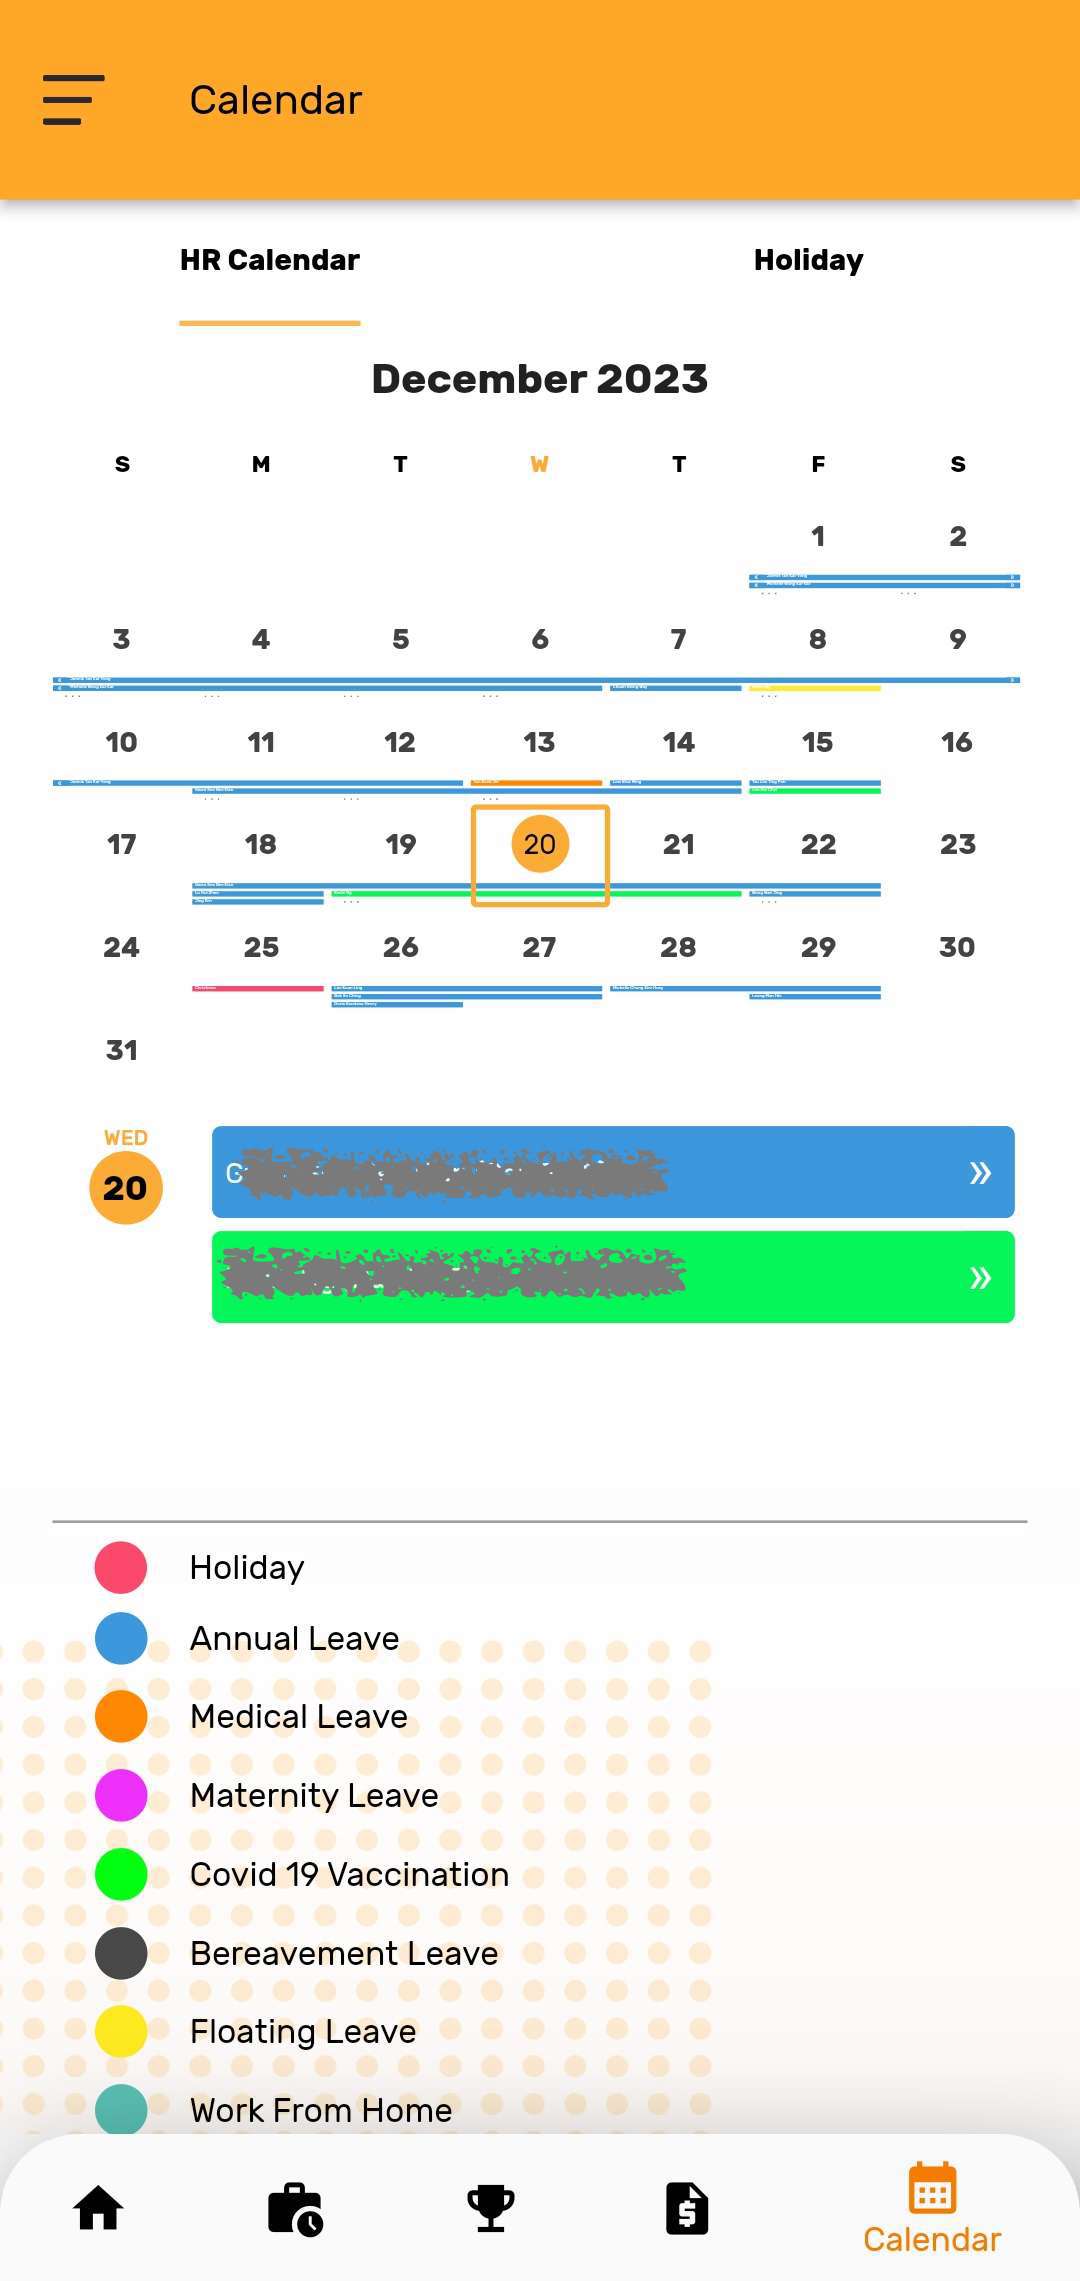 Calendar
HR Calendar Holiday
December 2023
S M T W T F S
1 2
3 4 5 6 7 8 9
10 11 12 13 14 15 16
17 18 19 20 21 22 23
24 25 26 27 28 29 30
Christmas
31
WED
20
G
Holiday
Annual Leave
Medical Leave
Maternity Leave
Covid 19 Vaccination
Bereavement Leave
Floating Leave
Work From Home
Calendar